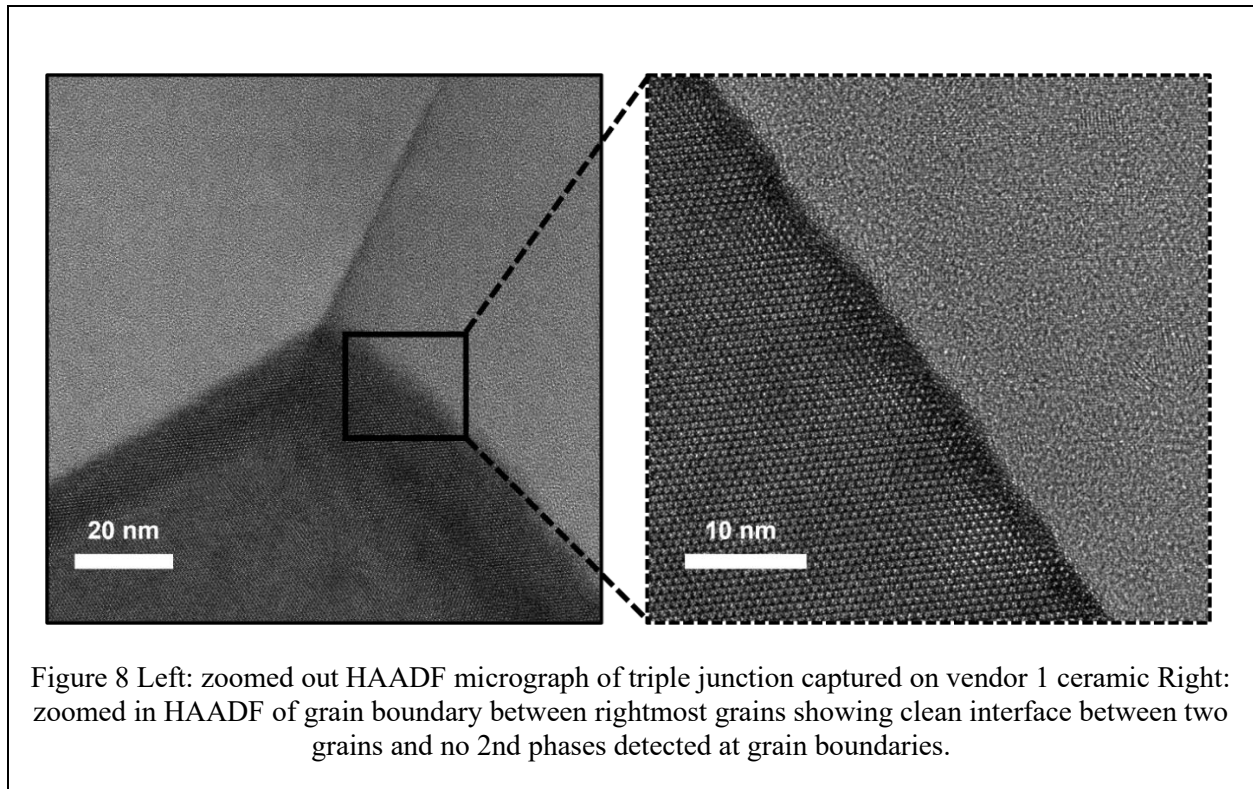 20 nm
10 nm
Figure 8 Left: zoomed out HAADF micrograph of triple junction captured on vendor 1 ceramic Right:
zoomed in HAADF of grain boundary between rightmost grains showing clean interface between two
grains and no 2nd phases detected at grain boundaries.